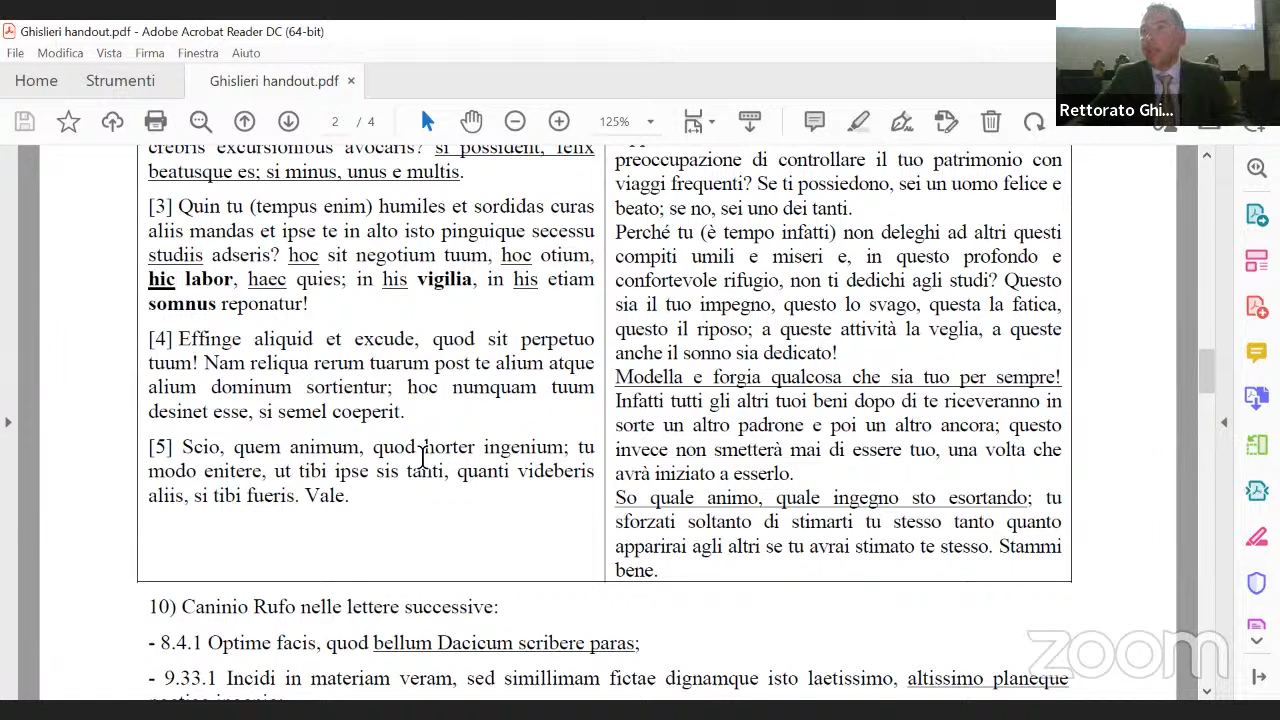 Ghislieri handout.pdf - Adobe Acrobat Reader DC (64-bit)
File Modifica Vista Firma Finestra Aiuto
Home Strumenti Ghislieri handout.pdf ×
2 / 4 125%
Rettorato Ghi...
crebris excursionibus avocaris? si possident, felix
beatusque es; si minus, unus e multis.
[3] Quin tu (tempus enim) humiles et sordidas curas
aliis mandas et ipse te in alto isto pinguique secessu
studiis adseris? hoc sit negotium tuum, hoc otium,
hic labor, haec quies; in his vigilia, in his etiam
somnus reponatur!
[4] Effinge aliquid et excude, quod sit perpetuo
tuum! Nam reliqua rerum tuarum post te alium atque
alium dominum sortientur; hoc numquam tuum
desinet esse, si semel coeperit.
[5] Scio, quem animum, quod horter ingenium; tu
modo enitere, ut tibi ipse sis tanti, quanti videberis
aliis, si tibi fueris. Vale.
preoccupazione di controllare il tuo patrimonio con
viaggi frequenti? Se ti possiedono, sei un uomo felice e
beato; se no, sei uno dei tanti.
Perché tu (è tempo infatti) non deleghi ad altri questi
compiti umili e miseri e, in questo profondo e
confortevole rifugio, non ti dedichi agli studi? Questo
sia il tuo impegno, questo lo svago, questa la fatica,
questo il riposo; a queste attività la veglia, a queste
anche il sonno sia dedicato!
Modella e forgia qualcosa che sia tuo per sempre!
Infatti tutti gli altri tuoi beni dopo di te riceveranno in
sorte un altro padrone e poi un altro ancora; questo
invece non smetterà mai di essere tuo, una volta che
avrà iniziato a esserlo.
So quale animo, quale ingegno sto esortando; tu
sforzati soltanto di stimarti tu stesso tanto quanto
apparirai agli altri se tu avrai stimato te stesso. Stammi
bene.
10) Caninio Rufo nelle lettere successive:
- 8.4.1 Optime facis, quod bellum Dacicum scribere paras;
- 9.33.1 Incidi in materiam veram, sed simillimam fictae dignamque isto laetissimo, altissimo planeque
zoom